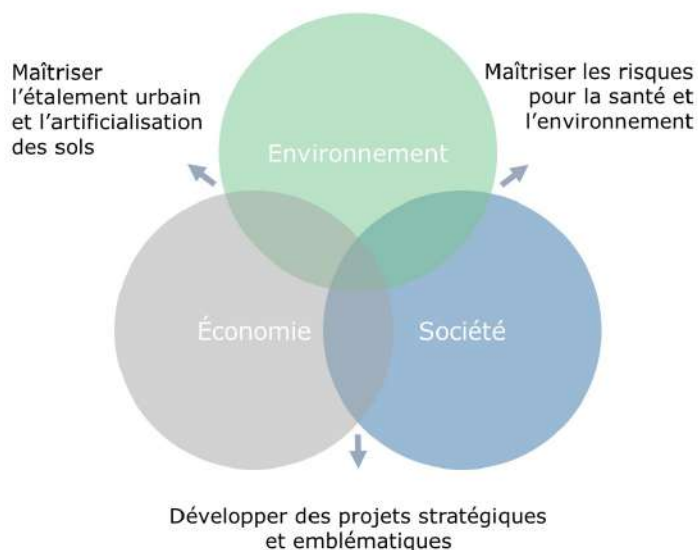 Maîtriser
l'étalement urbain
et l'artificialisation
des sols
Maîtriser les risques
pour la santé et
l'environnement
Environnement
Économie
Société
Développer des projets stratégiques
et emblématiques